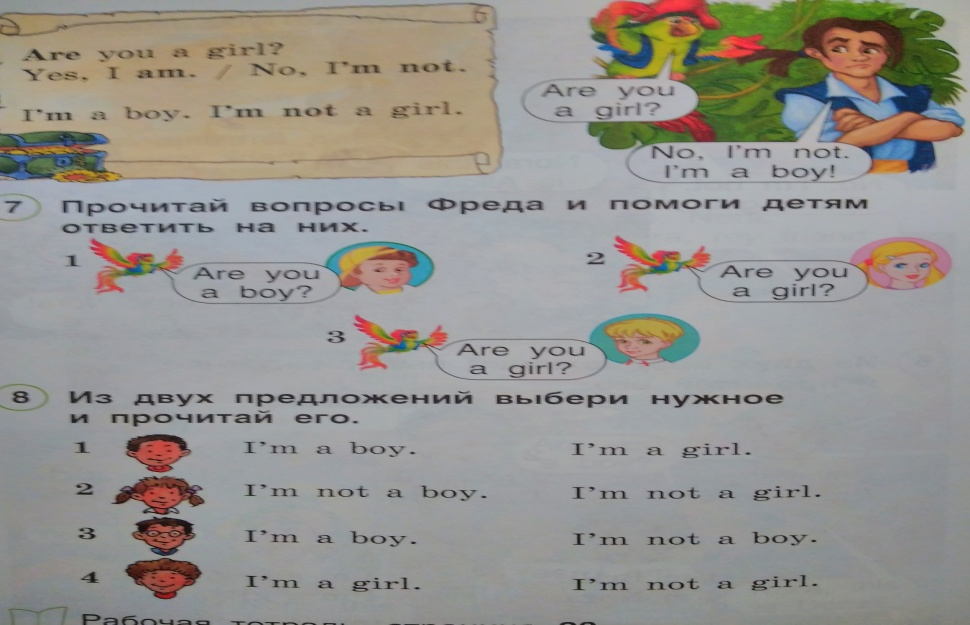 Are you a girl?
Yes, I am. / No, I'm not.
I'm a boy. I'm not a girl.
Are you
a girl?
No, I'm not.
I'm a boy!
7 Прочитай вопросы Фреда и помоги детям
ответить на них.
1
Are you
a boy?
2
Are you
a girl?
3
Are you
a girl?
8 Из двух предложений выбери нужное
и прочитай его.
1 I'm a boy. I'm a girl.
2 I'm not a boy. I'm not a girl.
3 I'm a boy. I'm not a boy.
4 I'm a girl. I'm not a girl.
Рабочая тетрадь, страница